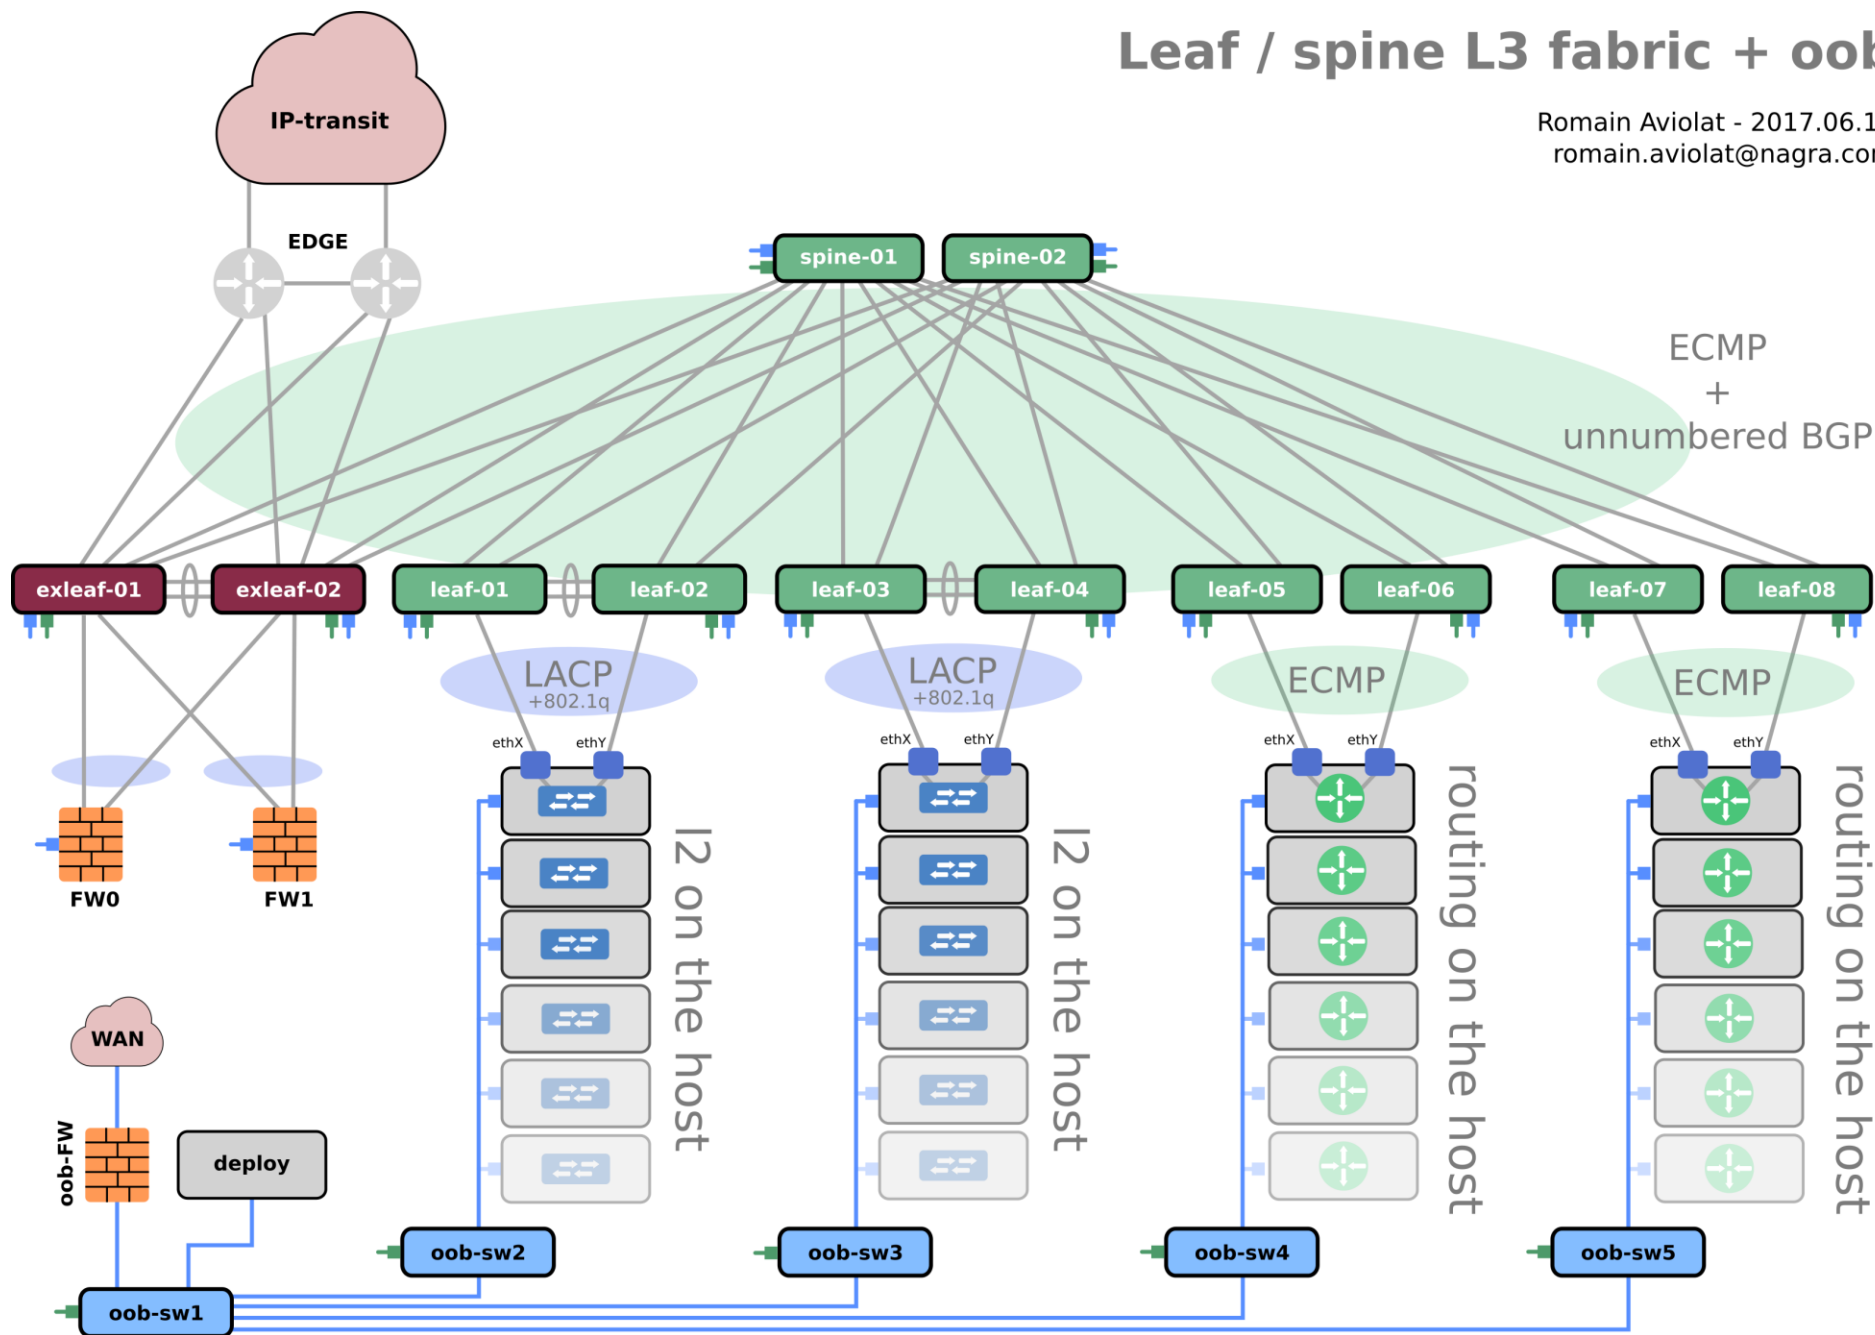 Leaf / spine L3 fabric + oob
Romain Aviolat - 2017.06.1
romain.aviolat@nagra.com
IP-transit
EDGE
spine-01
spine-02
ECMP
+
unnumbered BGP
exleaf-01
exleaf-02
leaf-01
leaf-02
leaf-03
leaf-04
leaf-05
leaf-06
leaf-07
leaf-08
LACP
+802.1q
LACP
+802.1q
ECMP
ECMP
ethX
ethY
ethX
ethY
ethX
ethY
ethX
ethY
FW0
FW1
l2 on the host
l2 on the host
routing on the host
routing on the host
WAN
oob-FW
deploy
oob-sw2
oob-sw3
oob-sw4
oob-sw5
oob-sw1